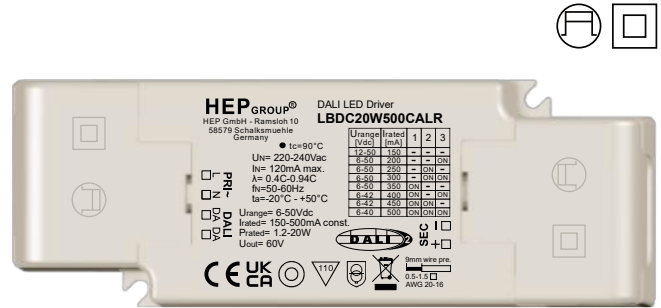 HEP GROUP®
HEP GmbH - Ramsloh 10
58579 Schalksmuehle
Germany
tc=90°C
UN= 220-240Vac
IN= 120mA max.
λ= 0.4C-0.94C
fN=50-60Hz
ta=-20°C - +50°C
Urange= 6-50Vdc
Irated= 150-500mA const.
Prated= 1.2-20W
Uout= 60V
PRI~
L
N
DALI
DA
DA
DALI LED Driver
LBDC20W500CALR
Urange [Vdc] Irated [mA] 1 2 3
12-50 150 - - -
6-50 200 - - ON
6-50 250 - ON -
6-50 300 - ON ON
6-50 350 ON - -
6-42 400 ON - ON
6-42 450 ON ON -
6-40 500 ON ON ON
DALI 2
SEC
-
+
CE UK CA
110
9mm wire pre.
0.5-1.5
AWG 20-16